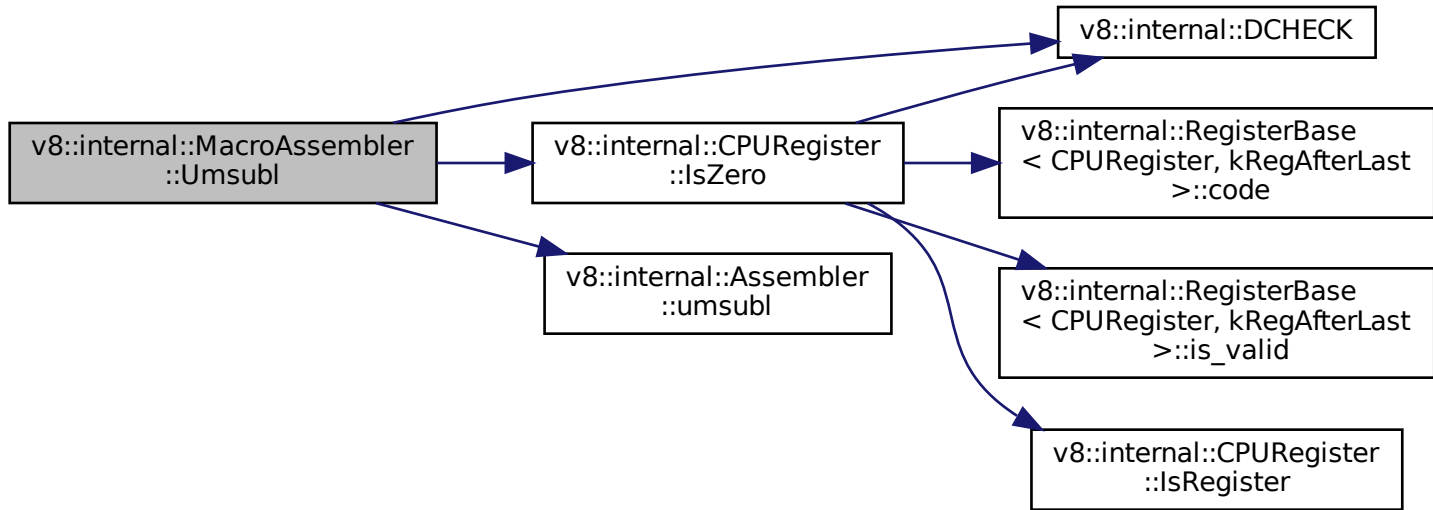 v8::internal::MacroAssembler
::Umsubl
v8::internal::CPURegister
::IsZero
v8::internal::Assembler
::umsubl
v8::internal::DCHECK
v8::internal::RegisterBase
< CPURegister, kRegAfterLast
>::code
v8::internal::RegisterBase
< CPURegister, kRegAfterLast
>::is_valid
v8::internal::CPURegister
::IsRegister